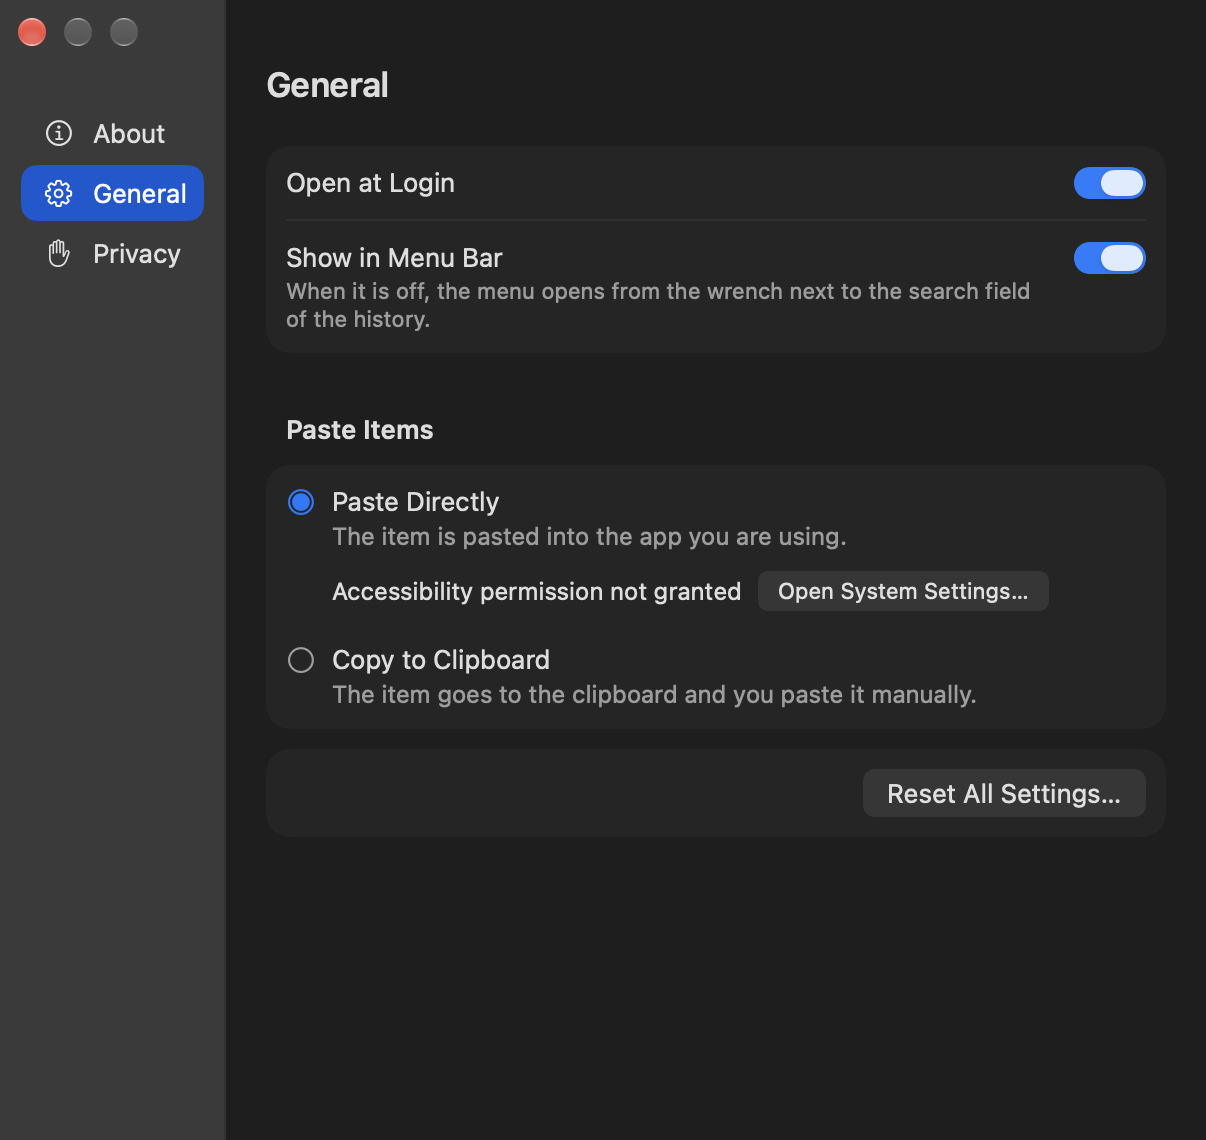 About
General
Privacy
General
Open at Login
Show in Menu Bar
When it is off, the menu opens from the wrench next to the search field
of the history.
Paste Items
Paste Directly
The item is pasted into the app you are using.
Accessibility permission not granted
Open System Settings...
Copy to Clipboard
The item goes to the clipboard and you paste it manually.
Reset All Settings...